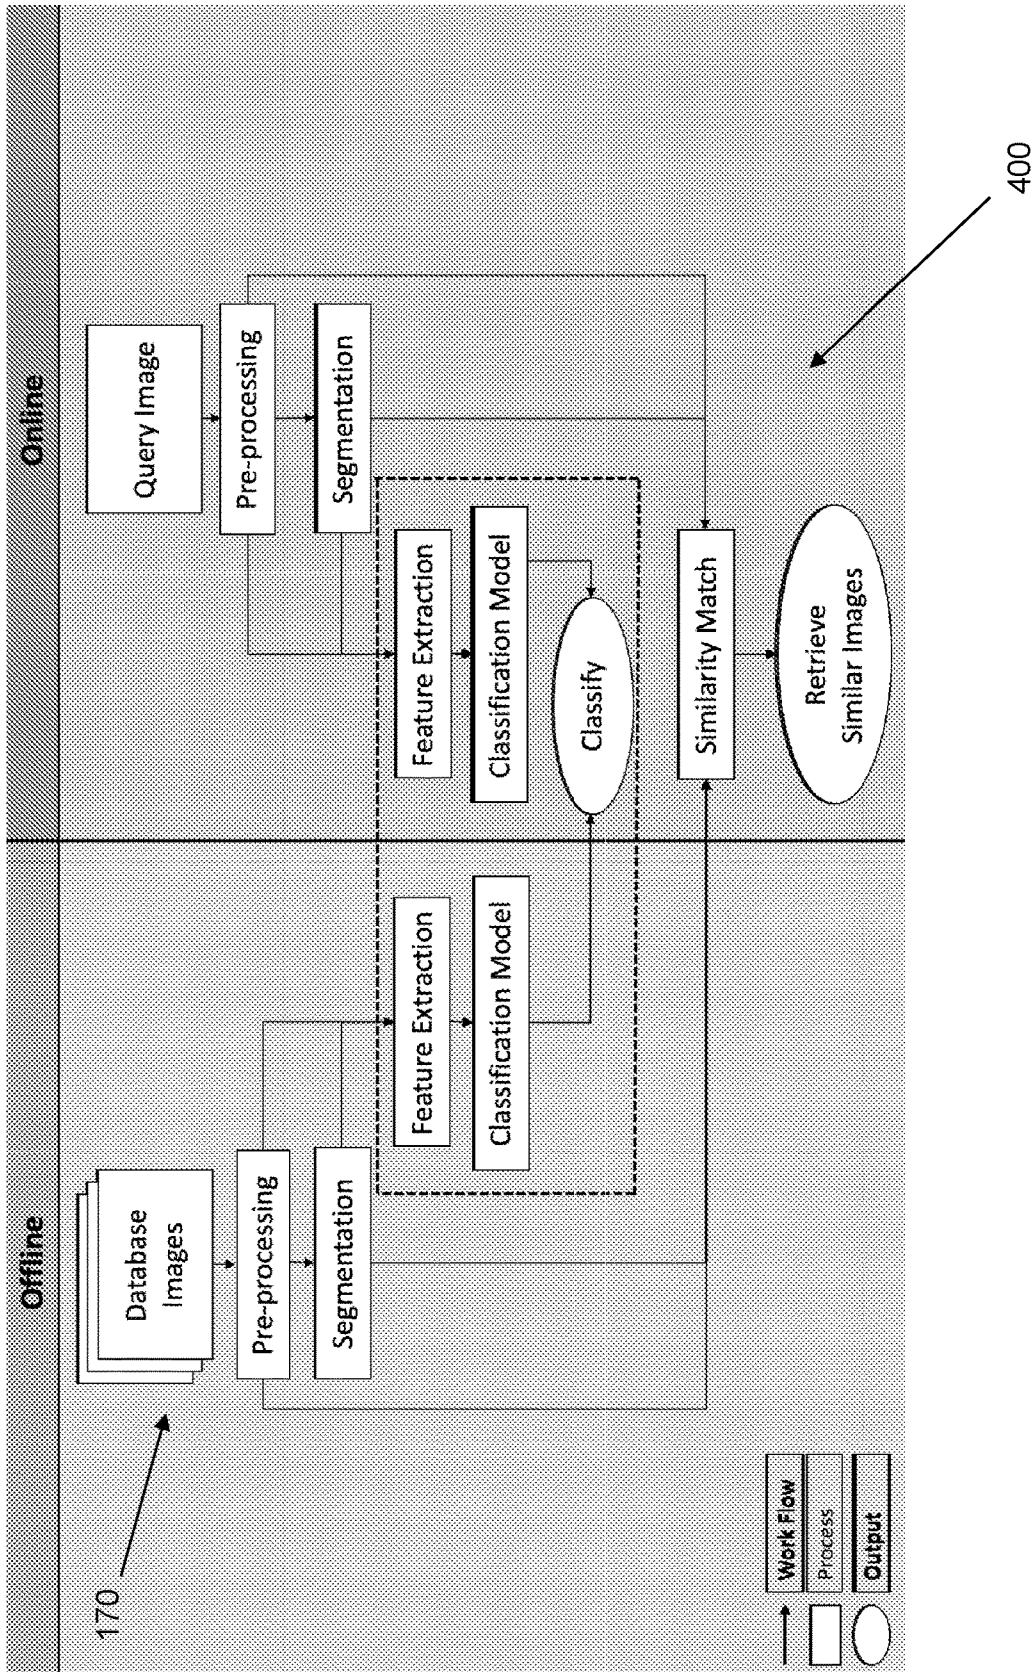 Offline
Online
170
Database
Images
Pre-processing
Segmentation
Feature Extraction
Classification Model
Query Image
Pre-processing
Segmentation
Feature Extraction
Classification Model
Classify
Similarity Match
Retrieve
Similar Images
Work Flow
Process
Output
400